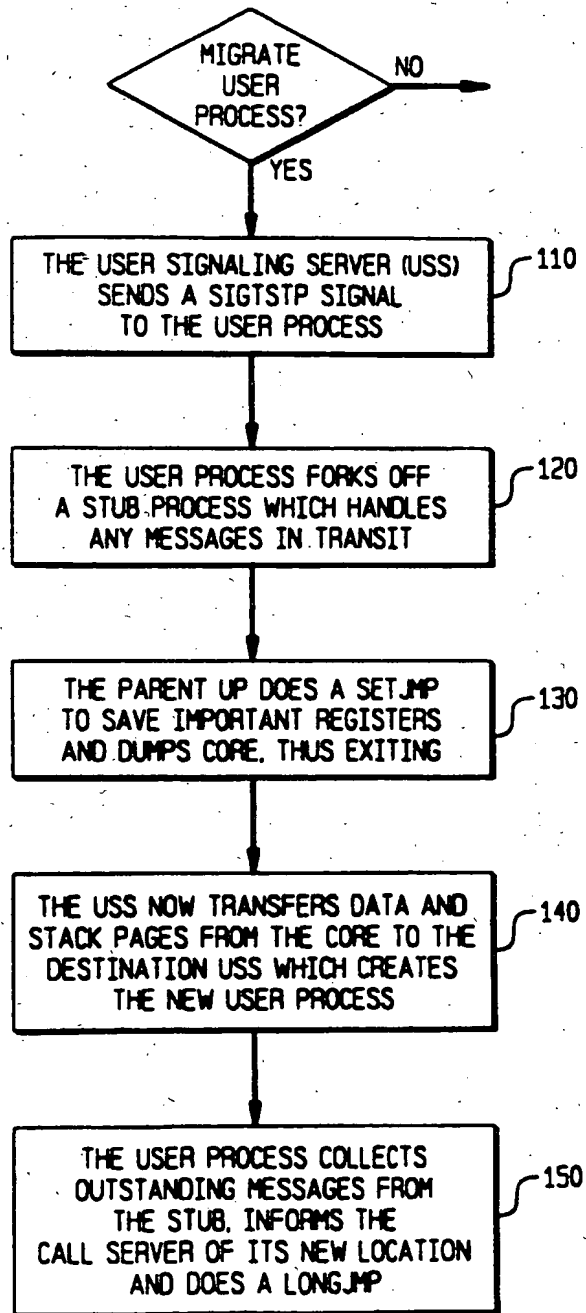 MIGRATE
USER
PROCESS?
NO
YES
THE USER SIGNALING SERVER (USS)
SENDS A SIGTSTP SIGNAL
TO THE USER PROCESS
110
THE USER PROCESS FORKS OFF
A STUB PROCESS WHICH HANDLES
ANY MESSAGES IN TRANSIT
120
THE PARENT UP DOES A SETJMP
TO SAVE IMPORTANT REGISTERS
AND DUMPS CORE, THUS EXITING
130
THE USS NOW TRANSFERS DATA AND
STACK PAGES FROM THE CORE TO THE
DESTINATION USS WHICH CREATES
THE NEW USER PROCESS
140
THE USER PROCESS COLLECTS
OUTSTANDING MESSAGES FROM
THE STUB, INFORMS THE
CALL SERVER OF ITS NEW LOCATION
AND DOES A LONGJMP
150